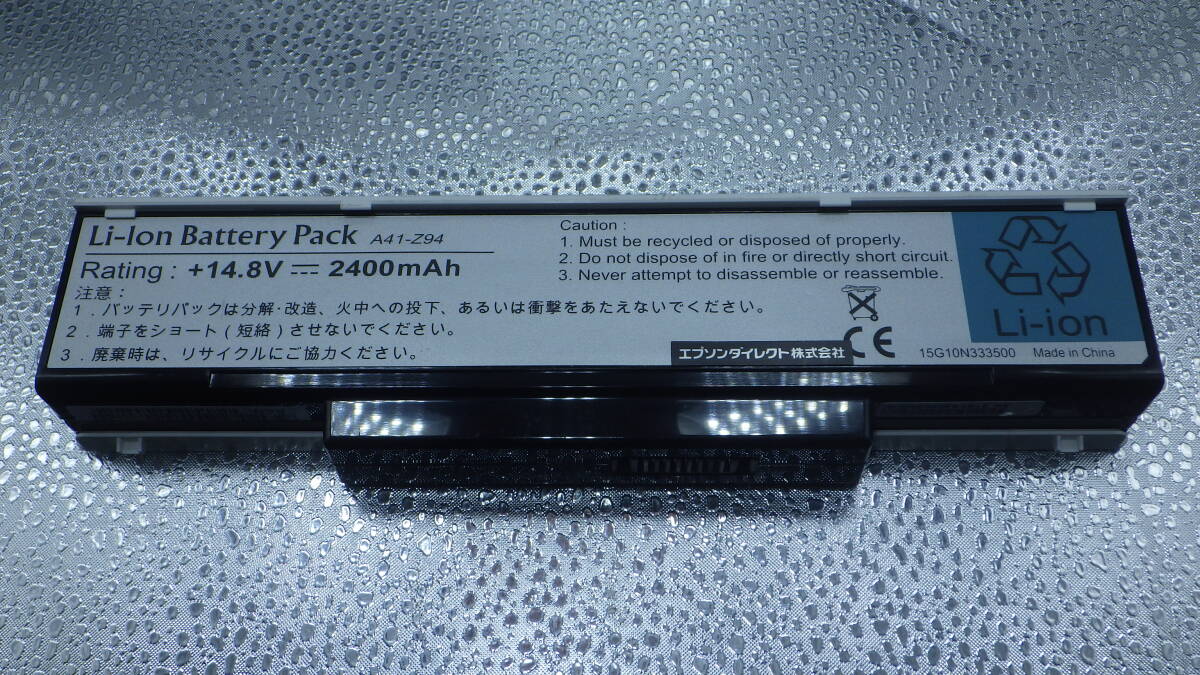 Li-Ion Battery Pack A41-Z94
Rating : +14.8V ⎓ 2400mAh
注意：
1．バッテリパックは分解･改造、火中への投下、あるいは衝撃をあたえないでください。
2．端子をショート（短絡）させないでください。
3．廃棄時は、リサイクルにご協力ください。
Caution :
1. Must be recycled or disposed of properly.
2. Do not dispose of in fire or directly short circuit.
3. Never attempt to disassemble or reassemble.
エプソンダイレクト株式会社
CE
15G10N333500 Made in China
Li-ion